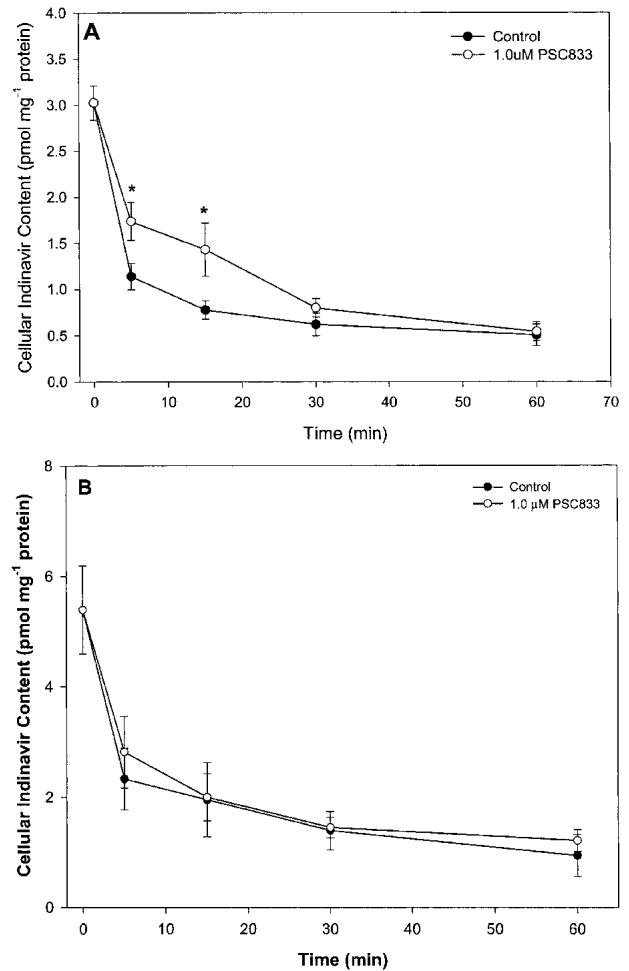 A
Control
1.0uM PSC833
Cellular Indinavir Content (pmol mg⁻¹ protein)
4.0
3.5
3.0
2.5
2.0
1.5
1.0
0.5
0.0
*
*
0 10 20 30 40 50 60 70
Time (min)
B
Control
1.0 μM PSC833
Cellular Indinavir Content (pmol mg⁻¹ protein)
8
6
4
2
0
0 10 20 30 40 50 60
Time (min)